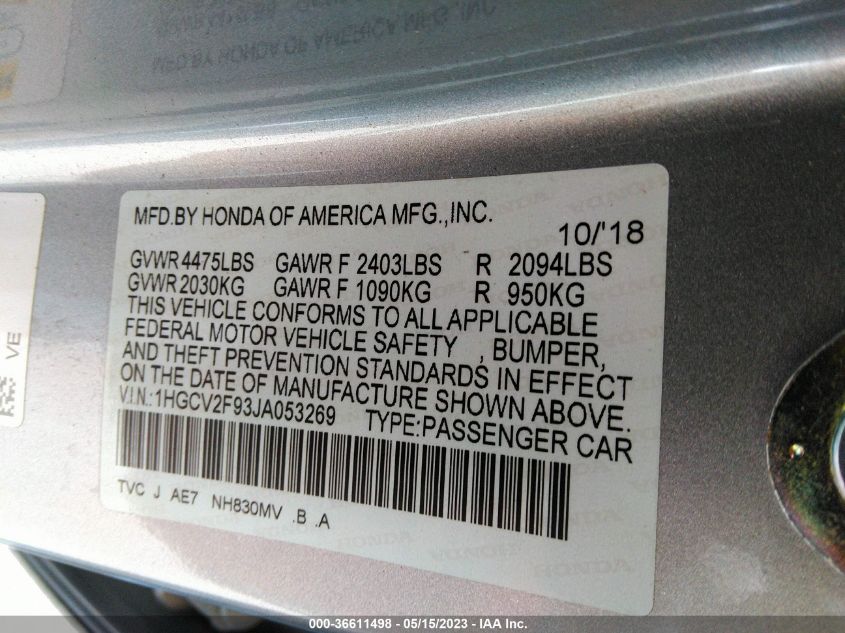 MFD.BY HONDA OF AMERICA MFG.,INC.
10/'18
GVWR 4475LBS GAWR F 2403LBS R 2094LBS
GVWR 2030KG GAWR F 1090KG R 950KG
THIS VEHICLE CONFORMS TO ALL APPLICABLE
FEDERAL MOTOR VEHICLE SAFETY , BUMPER,
AND THEFT PREVENTION STANDARDS IN EFFECT
ON THE DATE OF MANUFACTURE SHOWN ABOVE.
V.I.N.:1HGCV2F93JA053269 TYPE:PASSENGER CAR
TVC J AE7 NH830MV .B .A
VE
000-36611498 - 05/15/2023 - IAA Inc.